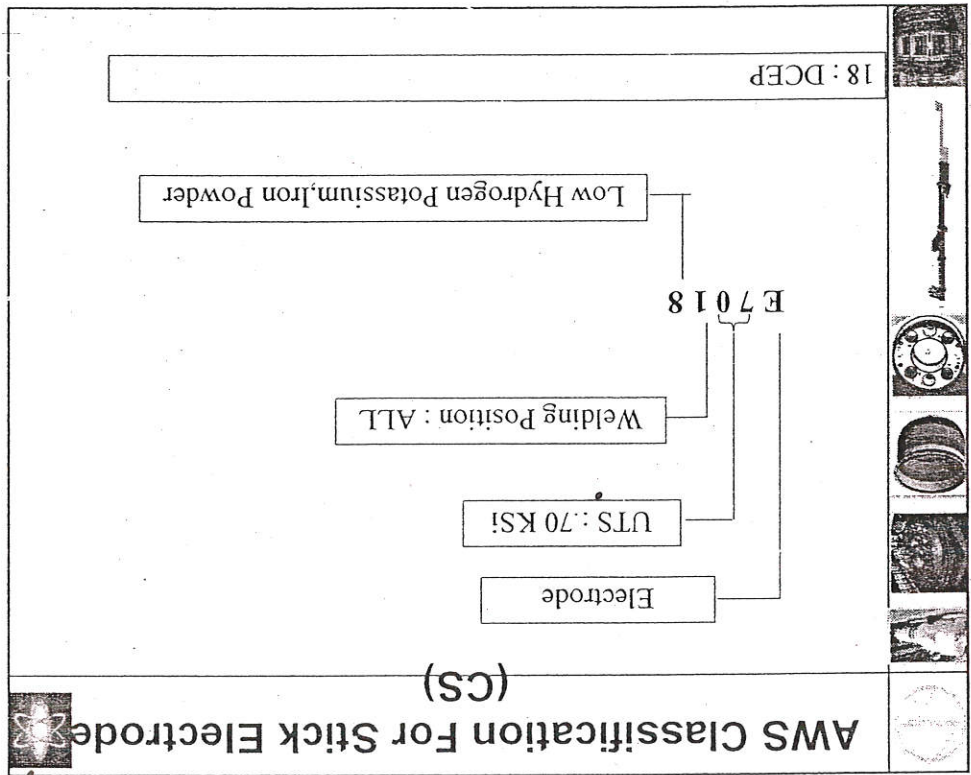 AWS Classification For Stick Electrode
(CS)
Electrode
UTS :.70 KSi
Welding Position : ALL
E 7 0 1 8
Low Hydrogen Potassium,Iron Powder
18 : DCEP